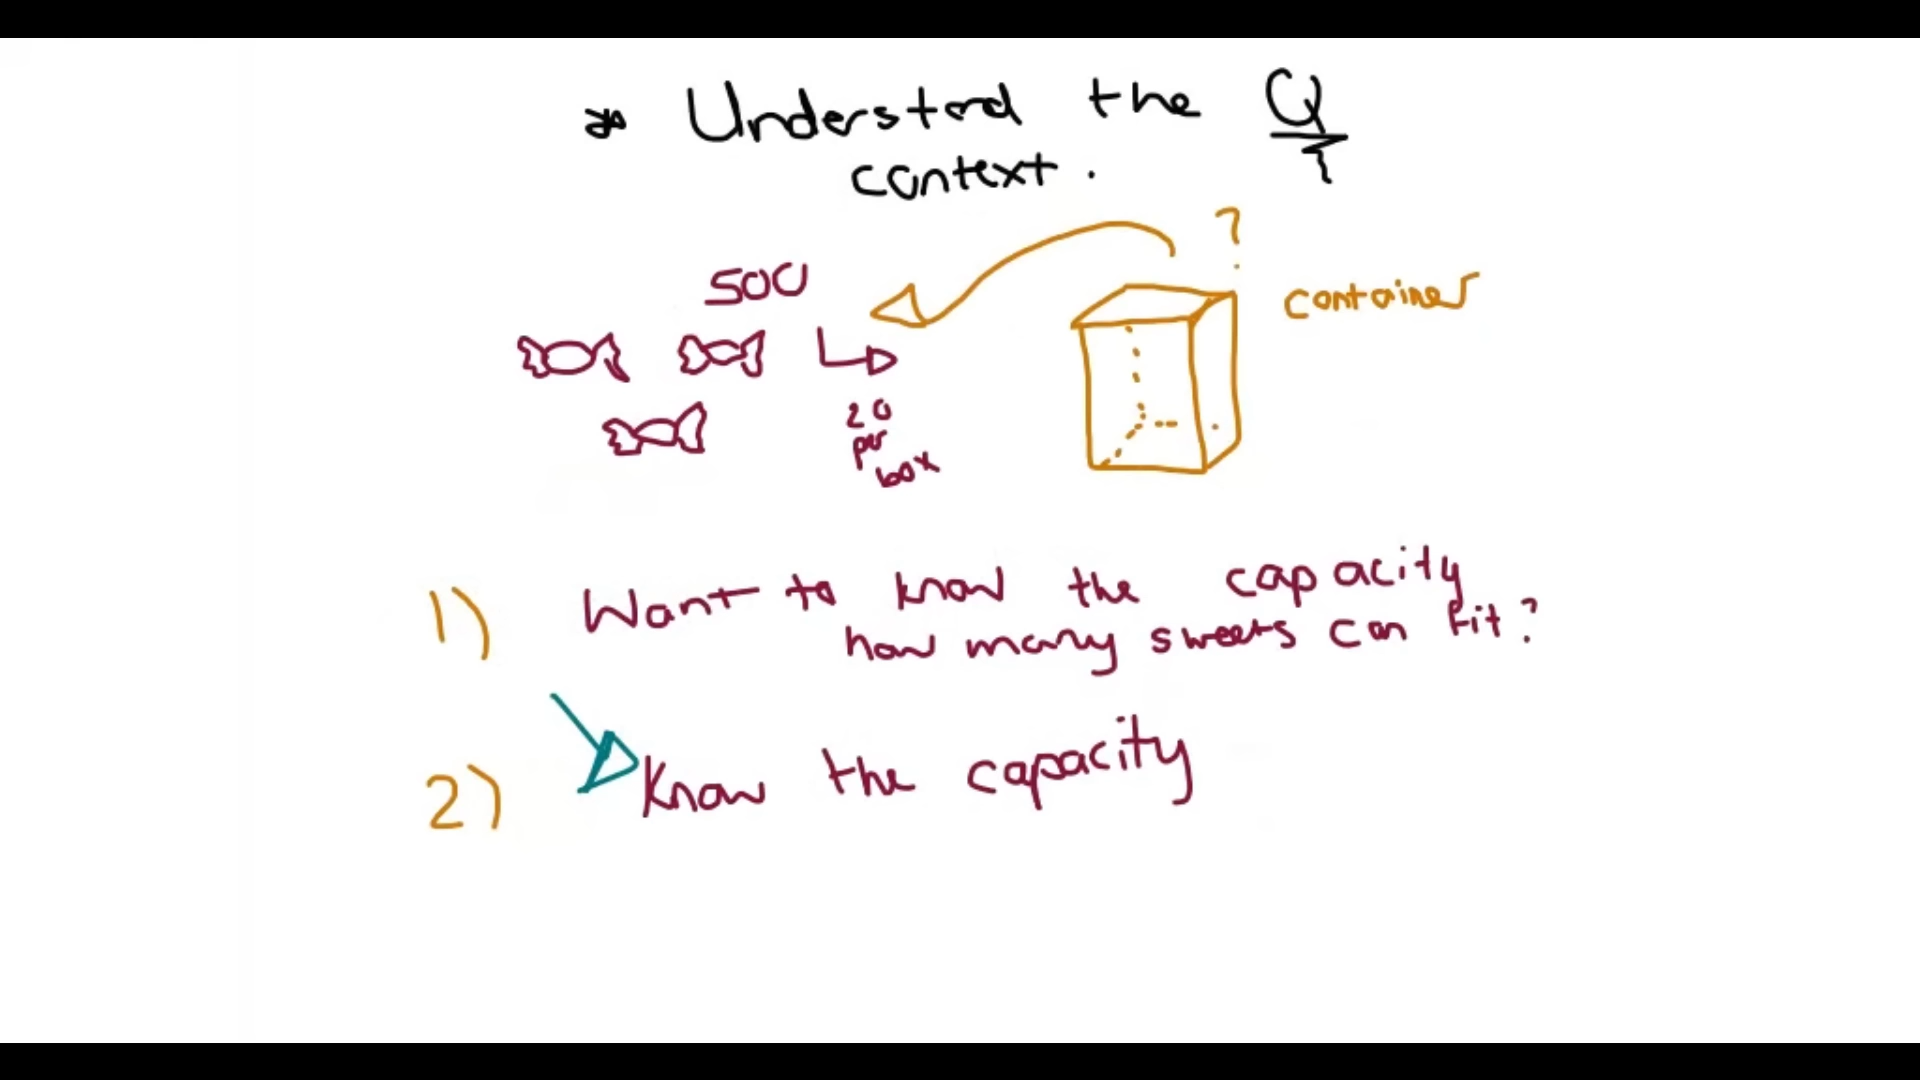 * Understand the Q
context.
?
500
container
20
per
box
1) Want to know the capacity
how many sweets can fit?
2) Know the capacity